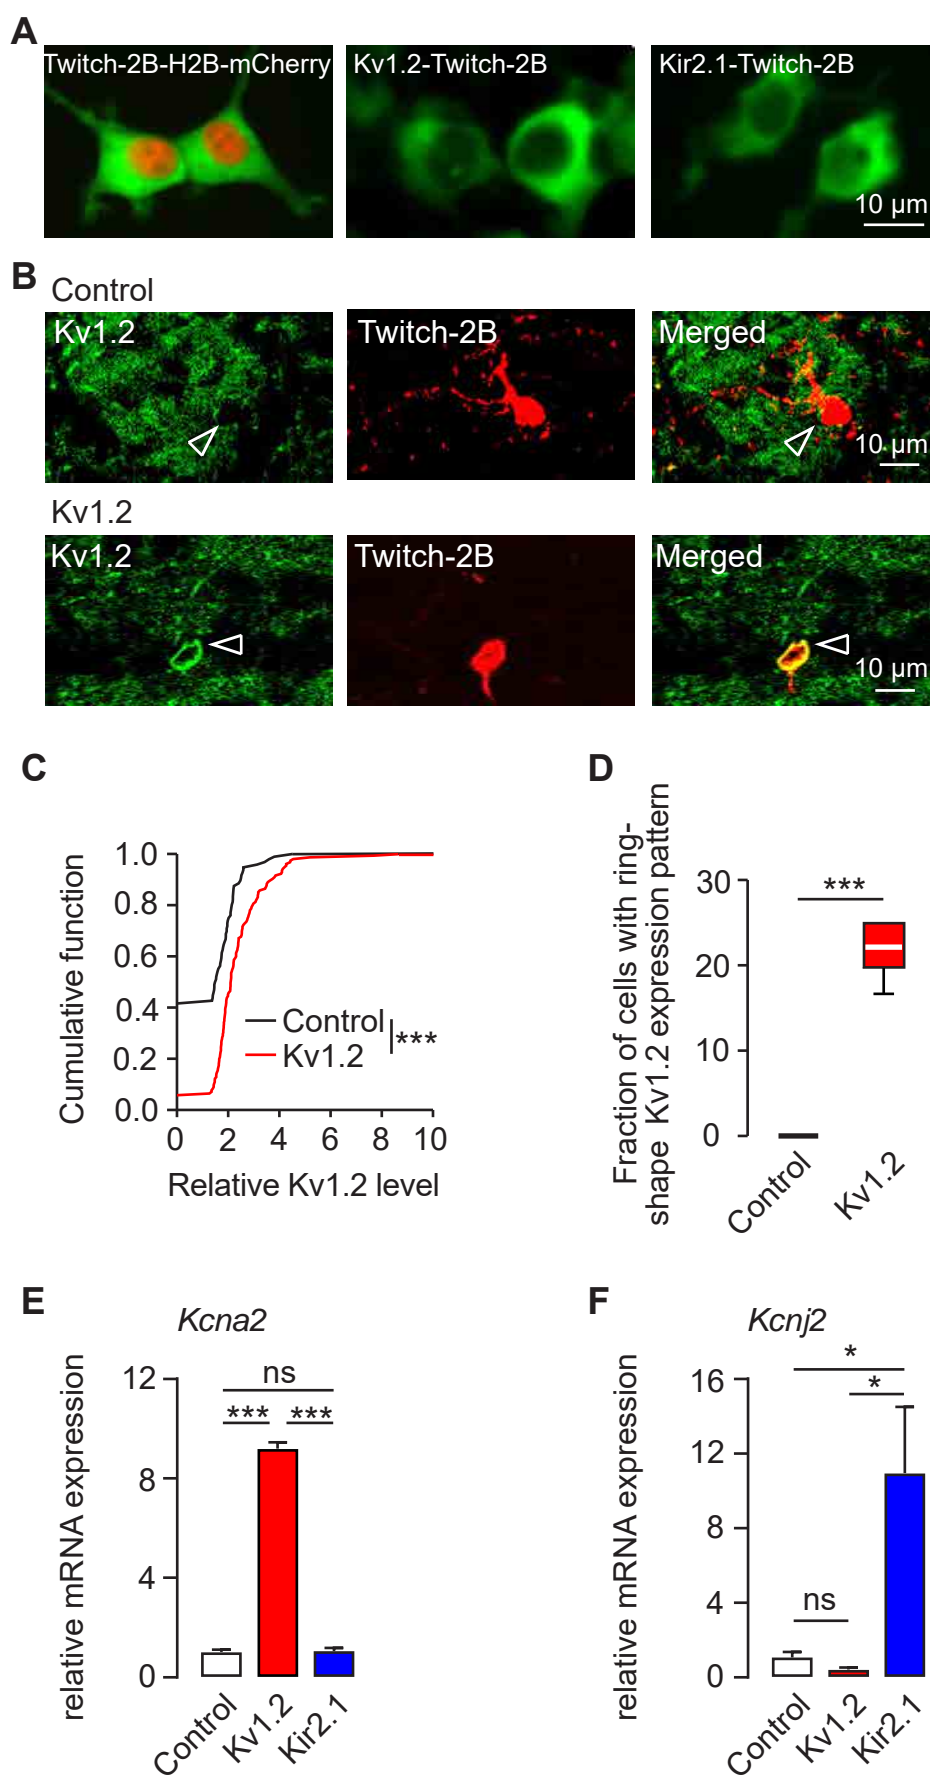 A
Twitch-2B-H2B-mCherry
Kv1.2-Twitch-2B
Kir2.1-Twitch-2B
10 µm
B
Control
Kv1.2
Twitch-2B
Merged
10 µm
Kv1.2
Kv1.2
Twitch-2B
Merged
10 µm
C
Cumulative function
1.0
0.8
0.6
0.4
0.2
0.0
Control
Kv1.2
***
0 2 4 6 8 10
Relative Kv1.2 level
D
Fraction of cells with ring-
shape Kv1.2 expression pattern
30
20
10
0
***
Control
Kv1.2
E
Kcna2
relative mRNA expression
12
8
4
0
ns
*** ***
Control
Kv1.2
Kir2.1
F
Kcnj2
relative mRNA expression
16
12
8
4
0
*
*
ns
Control
Kv1.2
Kir2.1